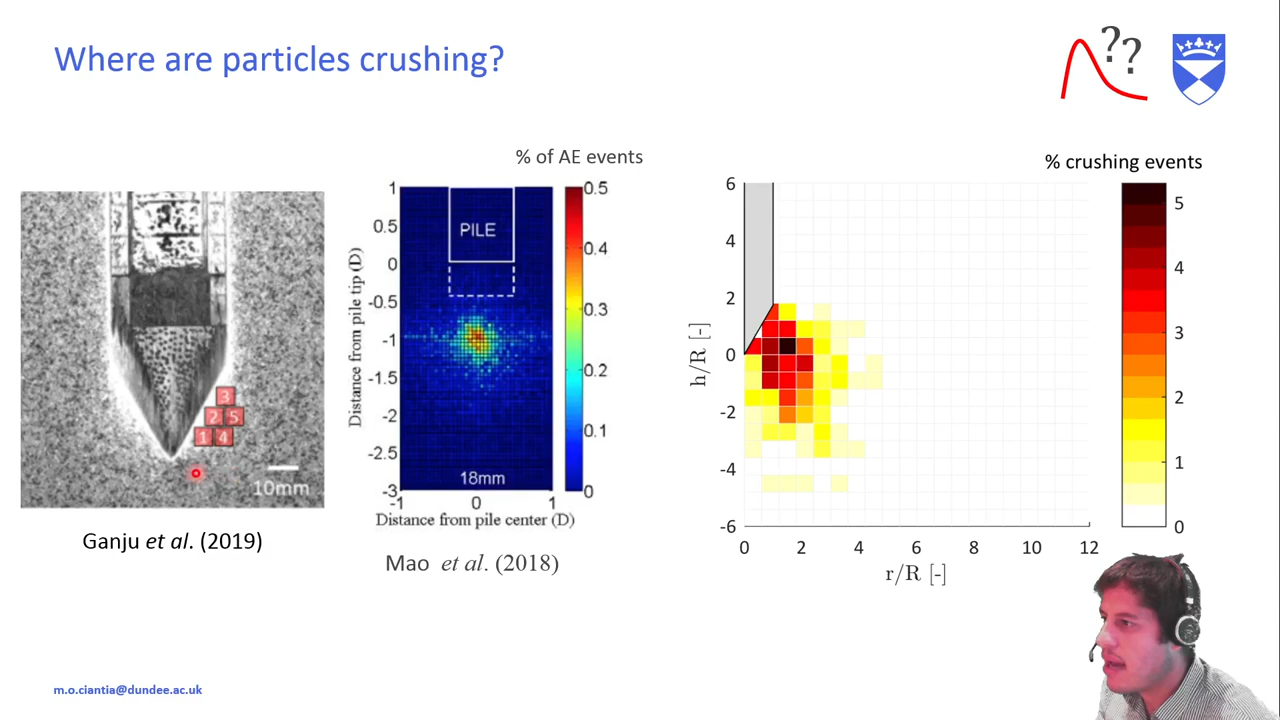 Where are particles crushing?
??
3
2 5
1 4
10mm
Ganju et al. (2019)
% of AE events
Distance from pile tip (D)
1
0.5
0
-0.5
-1
-1.5
-2
-2.5
-3
PILE
18mm
-1 0 1
Distance from pile center (D)
0.5
0.4
0.3
0.2
0.1
0
Mao et al. (2018)
% crushing events
h/R [-]
6
4
2
0
-2
-4
-6
0 2 4 6 8 10 12
r/R [-]
5
4
3
2
1
0
m.o.ciantia@dundee.ac.uk